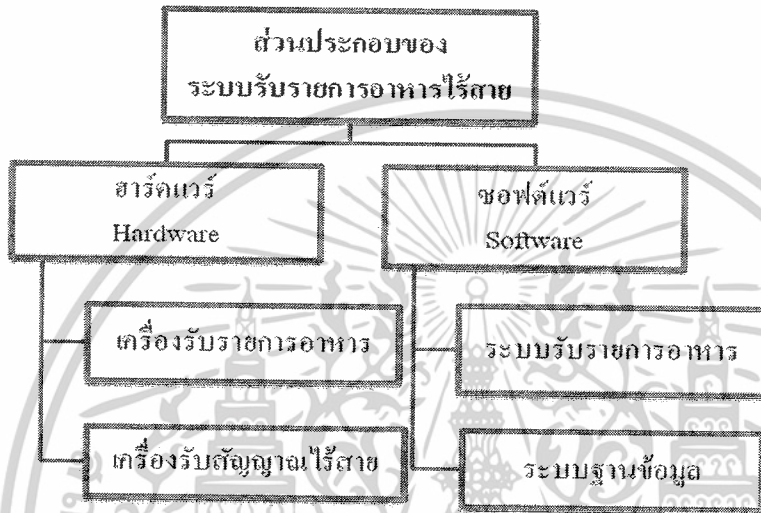 ส่วนประกอบของ
ระบบรับรายการอาหารไร้สาย
ฮาร์ดแวร์
Hardware
ซอฟต์แวร์
Software
เครื่องรับรายการอาหาร
ระบบรับรายการอาหาร
เครื่องรับสัญญาณไร้สาย
ระบบฐานข้อมูล